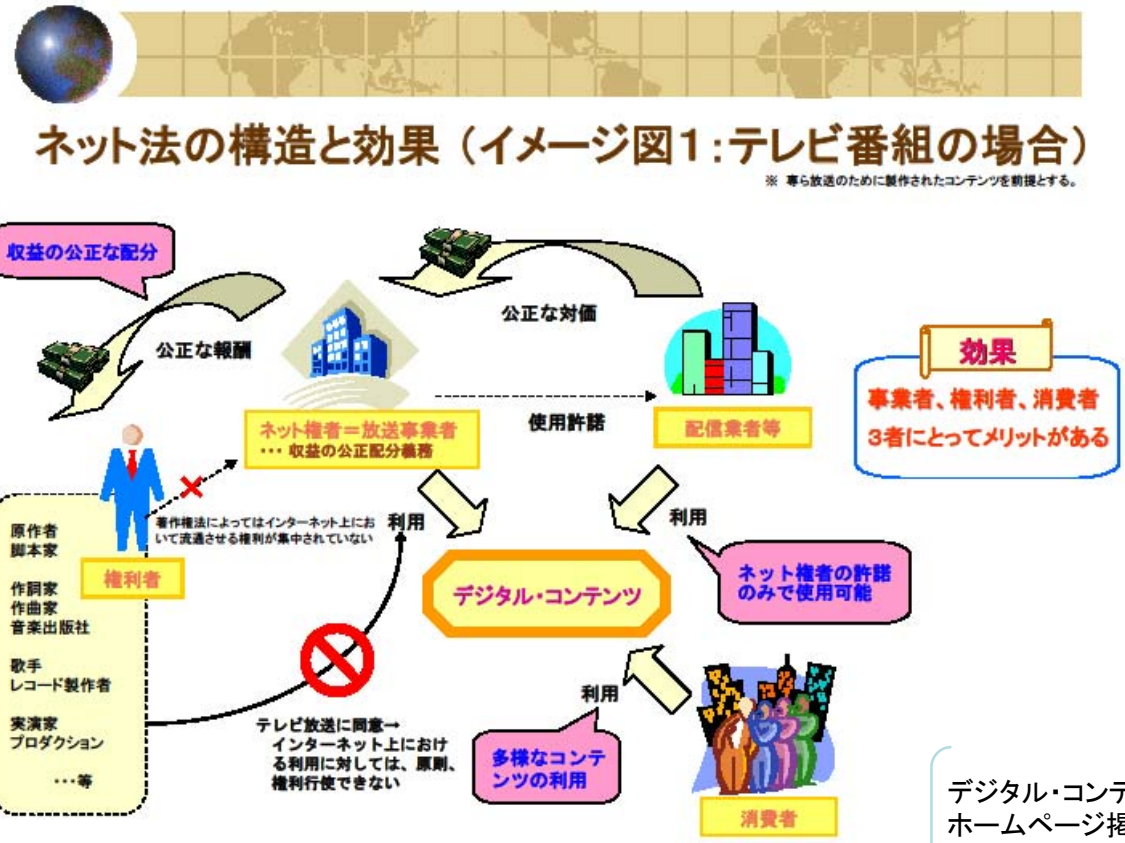 ネット法の構造と効果（イメージ図1：テレビ番組の場合）
※ 専ら放送のために製作されたコンテンツを前提とする。
収益の公正な配分
公正な報酬
公正な対価
ネット権者＝放送事業者
… 収益の公正配分義務
使用許諾
配信業者等
効果
事業者、権利者、消費者
3者にとってメリットがある
著作権法によってはインターネット上にお
いて流通させる権利が集中されていない
利用
利用
権利者
原作者
脚本家
作詞家
作曲家
音楽出版社
歌手
レコード製作者
実演家
プロダクション
…等
デジタル・コンテンツ
ネット権者の許諾
のみで使用可能
テレビ放送に同意→
インターネット上におけ
る利用に対しては、原則、
権利行使できない
利用
多様なコンテ
ンツの利用
消費者
デジタル・コンテ
ホームページ掲